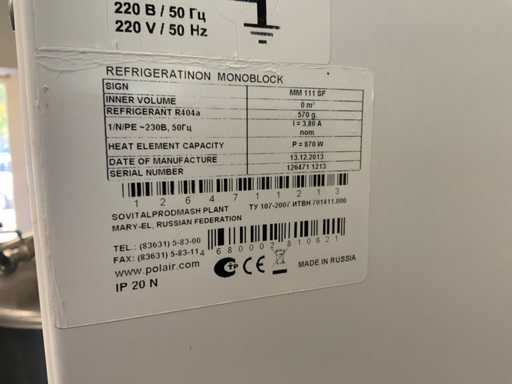 220 В / 50 Гц
220 V / 50 Hz
REFRIGERATINON MONOBLOCK
SIGN MM 111 SF
INNER VOLUME 0 m³
REFRIGERANT R404a 570 g.
1/N/PE ~230В, 50Гц I = 3,80 A
nom
HEAT ELEMENT CAPACITY P = 870 W
DATE OF MANUFACTURE 13.12.2013
SERIAL NUMBER 126471 1213
1 2 6 4 7 1 1 2 1 3
SOVITALPRODMASH PLANT ТУ 107-2007 ИТВН 701411.000
MARY-EL, RUSSIAN FEDERATION
TEL.: (83631) 5-83-00
FAX: (83631) 5-83-11
4 680002 810621
www.polair.com
MADE IN RUSSIA
IP 20 N